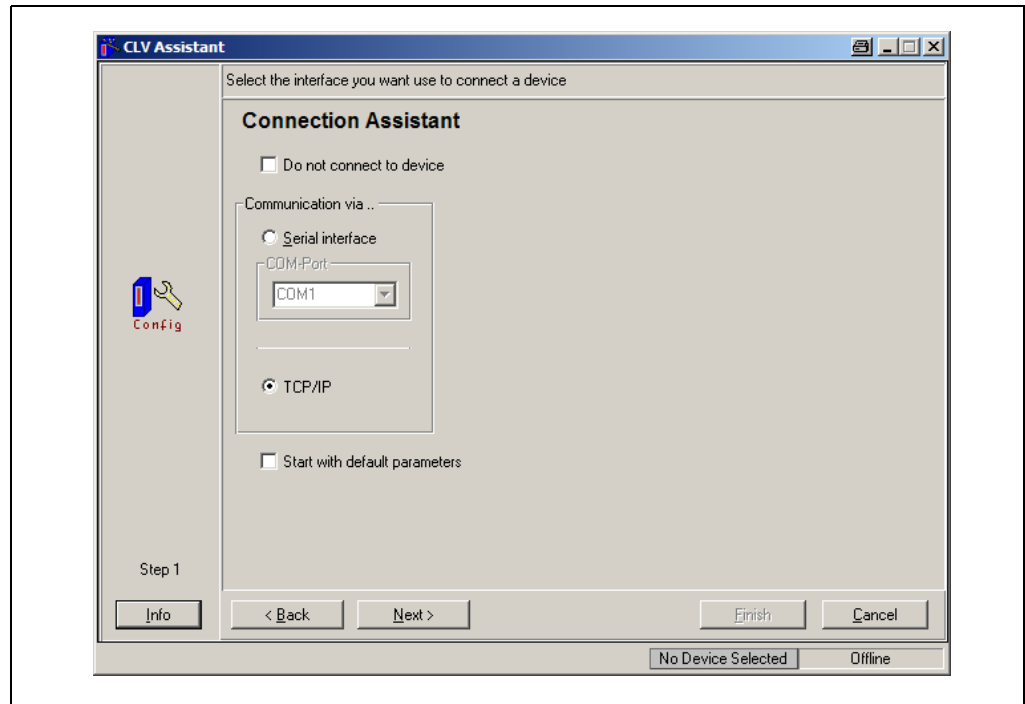 CLV Assistant
Select the interface you want use to connect a device
Connection Assistant
Do not connect to device
Communication via ..
Serial interface
COM-Port
COM1
Config
TCP/IP
Start with default parameters
Step 1
Info
< Back
Next >
Finish
Cancel
No Device Selected
Offline